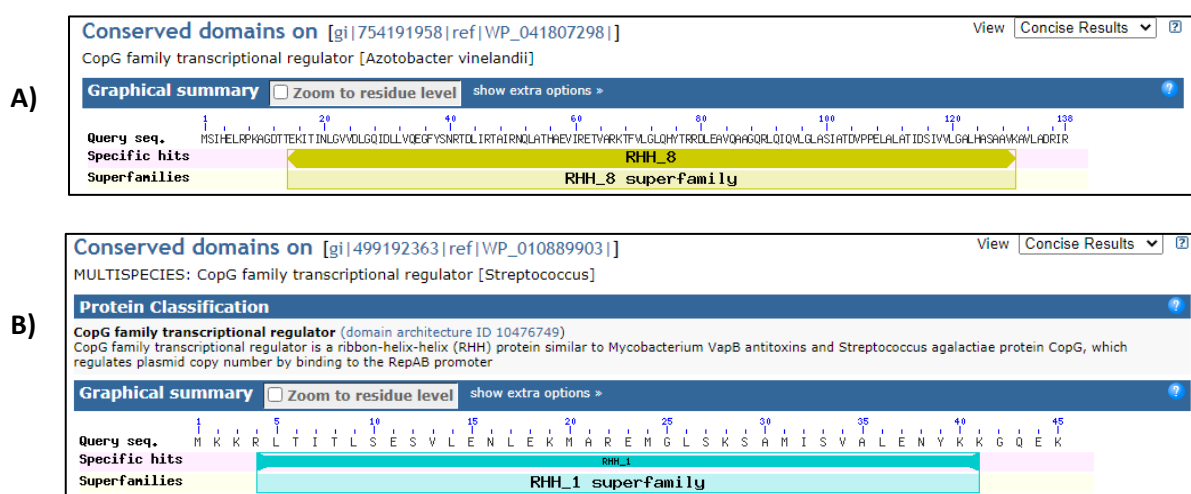 A)
Conserved domains on [gi|754191958|ref|WP_041807298|]
View Concise Results
?
CopG family transcriptional regulator [Azotobacter vinelandii]
Graphical summary Zoom to residue level show extra options »
?
1 20 40 60 80 100 120 138
Query seq. MSIHELRPKAGDTTEKITINLGVVDLGQIDLLVQEGFYSNRTDLIRTAIRNQLATHAEVIRETVARKTFVLGLQHYTRRDLEAVQAAGQRLQIQVLGLASIATDVPPELALATIDSIVVLGALHASAAVKAVLADRIR
Specific hits RHH_8
Superfamilies RHH_8 superfamily
B)
Conserved domains on [gi|499192363|ref|WP_010889903|]
View Concise Results
?
MULTISPECIES: CopG family transcriptional regulator [Streptococcus]
Protein Classification
?
CopG family transcriptional regulator (domain architecture ID 10476749)
CopG family transcriptional regulator is a ribbon-helix-helix (RHH) protein similar to Mycobacterium VapB antitoxins and Streptococcus agalactiae protein CopG, which
regulates plasmid copy number by binding to the RepAB promoter
Graphical summary Zoom to residue level show extra options »
?
1 5 10 15 20 25 30 35 40 45
Query seq. M K K R L T I T L S E S V L E N L E K M A R E M G L S K S A M I S V A L E N Y K K G Q E K
Specific hits RHH_1
Superfamilies RHH_1 superfamily